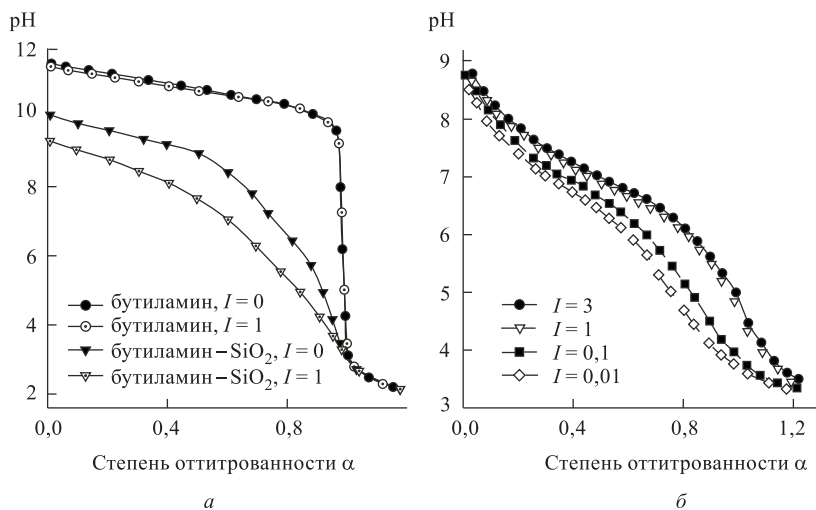 pH
12
10
8
6
4
2
0,0
0,4
0,8
бутиламин, I = 0
бутиламин, I = 1
бутиламин–SiO₂, I = 0
бутиламин–SiO₂, I = 1
Степень оттитрованности α
а
pH
9
8
7
6
5
4
3
0,0
0,4
0,8
1,2
I = 3
I = 1
I = 0,1
I = 0,01
Степень оттитрованности α
б